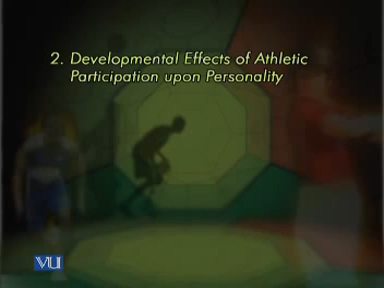 2. Developmental Effects of Athletic
Participation upon Personality
VU